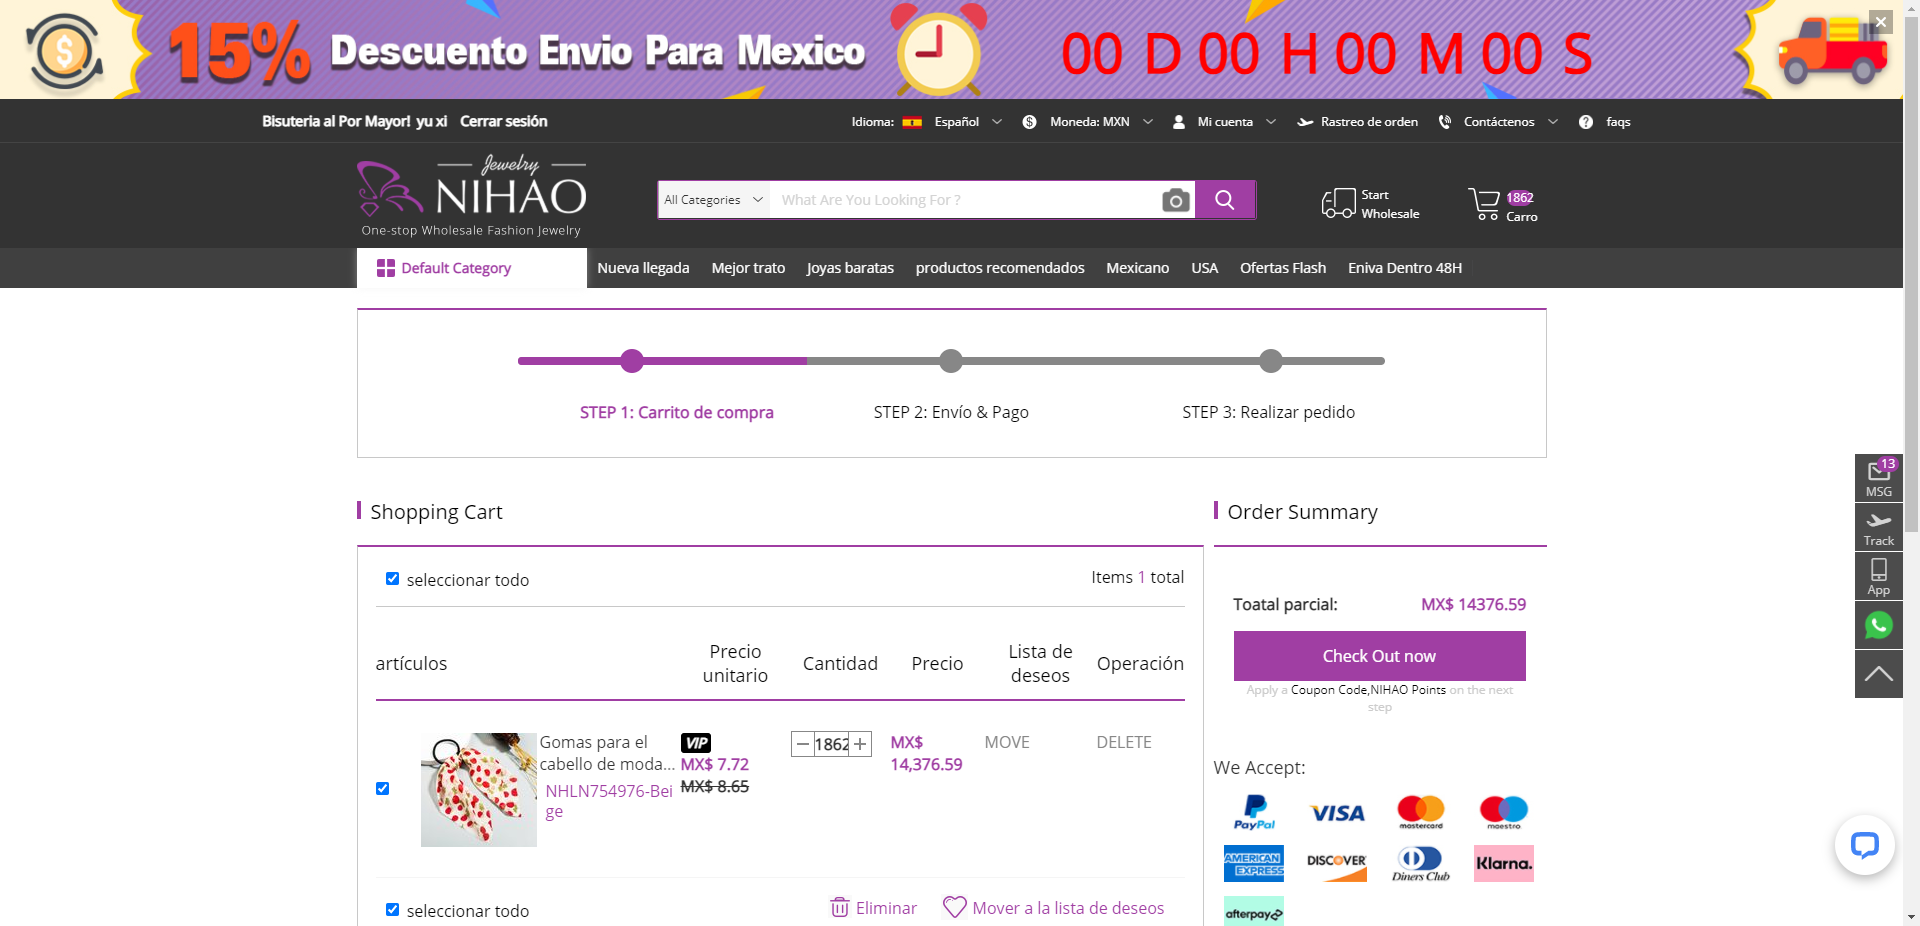 15% Descuento Envio Para Mexico 00 D 00 H 00 M 00 S
Bisuteria al Por Mayor! yu xi Cerrar sesión
Idioma: Español Moneda: MXN Mi cuenta Rastreo de orden Contáctenos faqs
Jewelry
NIHAO
One-stop Wholesale Fashion Jewelry
All Categories What Are You Looking For ?
Start
Wholesale
1862
Carro
Default Category Nueva llegada Mejor trato Joyas baratas productos recomendados Mexicano USA Ofertas Flash Eniva Dentro 48H
STEP 1: Carrito de compra STEP 2: Envío & Pago STEP 3: Realizar pedido
13
MSG
Track
App
Shopping Cart
seleccionar todo Items 1 total
artículos Precio unitario Cantidad Precio Lista de deseos Operación
Gomas para el
cabello de moda...
NHLN754976-Bei
ge
VIP
MX$ 7.72
MX$ 8.65
1862
MX$
14,376.59
MOVE
DELETE
seleccionar todo Eliminar Mover a la lista de deseos
Order Summary
Toatal parcial: MX$ 14376.59
Check Out now
Apply a Coupon Code,NIHAO Points on the next
step
We Accept:
PayPal VISA mastercard maestro
AMERICAN EXPRESS DISCOVER Diners Club Klarna.
afterpay